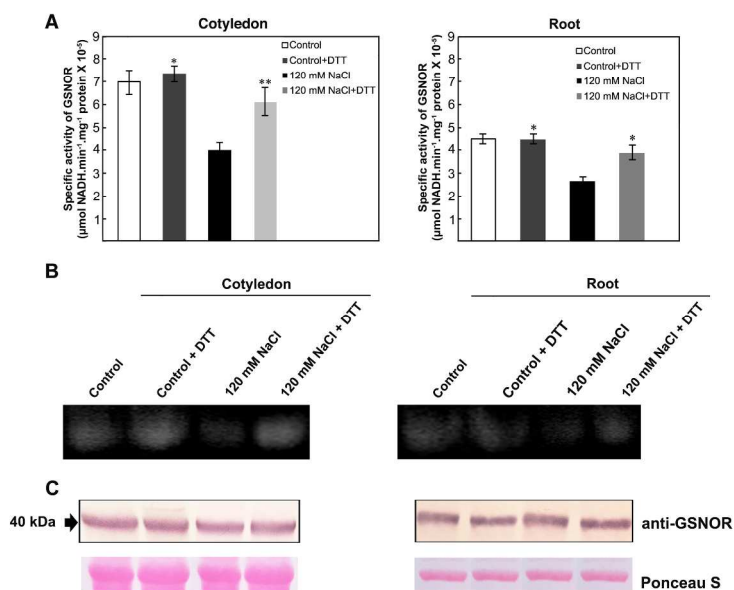 A
Cotyledon
Specific activity of GSNOR
(µmol NADH.min⁻¹.mg⁻¹ protein X 10⁻⁵)
9
8
7
6
5
4
3
2
1
*
**
Control
Control+DTT
120 mM NaCl
120 mM NaCl+DTT
Root
Specific activity of GSNOR
(µmol NADH.min⁻¹.mg⁻¹ protein X 10⁻⁵)
9
8
7
6
5
4
3
2
1
*
*
Control
Control+DTT
120 mM NaCl
120 mM NaCl+DTT
B
Cotyledon
Control
Control + DTT
120 mM NaCl
120 mM NaCl + DTT
Root
Control
Control + DTT
120 mM NaCl
120 mM NaCl + DTT
C
40 kDa
anti-GSNOR
Ponceau S